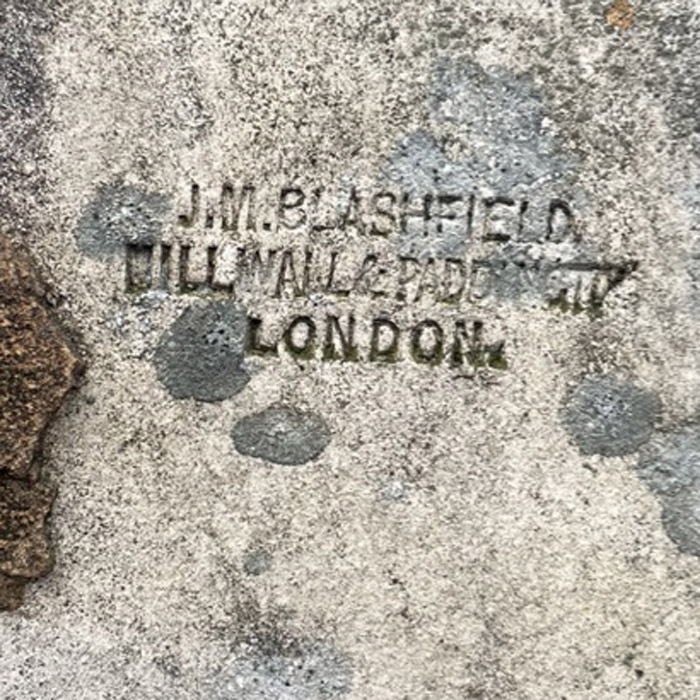 J.M. BLASHFIELD.
MILLWALL & PADDINGTON
LONDON.